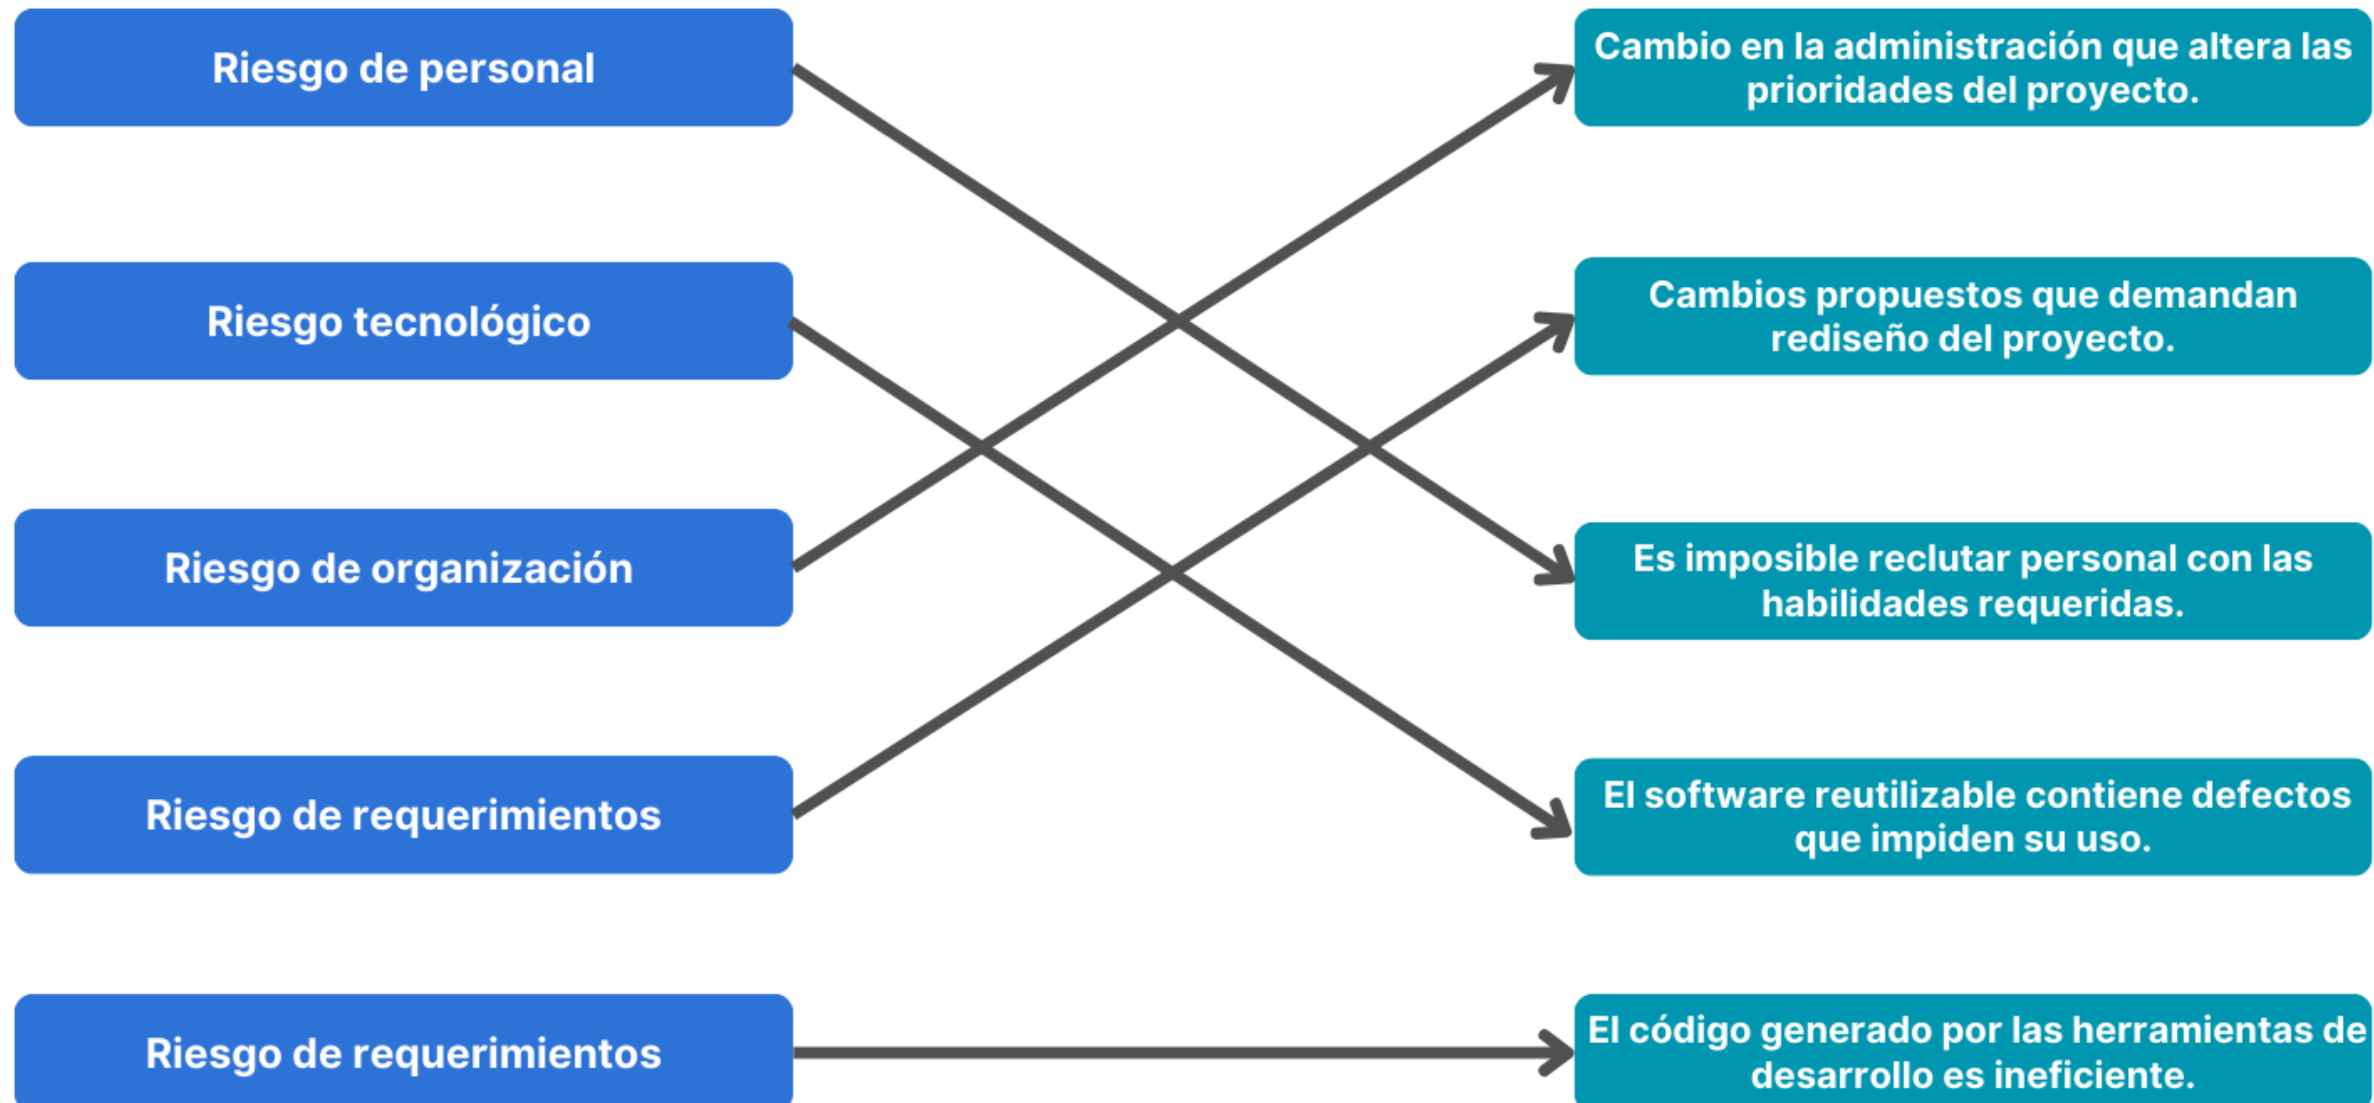 Riesgo de personal
Cambio en la administración que altera las
prioridades del proyecto.
Riesgo tecnológico
Cambios propuestos que demandan
rediseño del proyecto.
Riesgo de organización
Es imposible reclutar personal con las
habilidades requeridas.
Riesgo de requerimientos
El software reutilizable contiene defectos
que impiden su uso.
Riesgo de requerimientos
El código generado por las herramientas de
desarrollo es ineficiente.